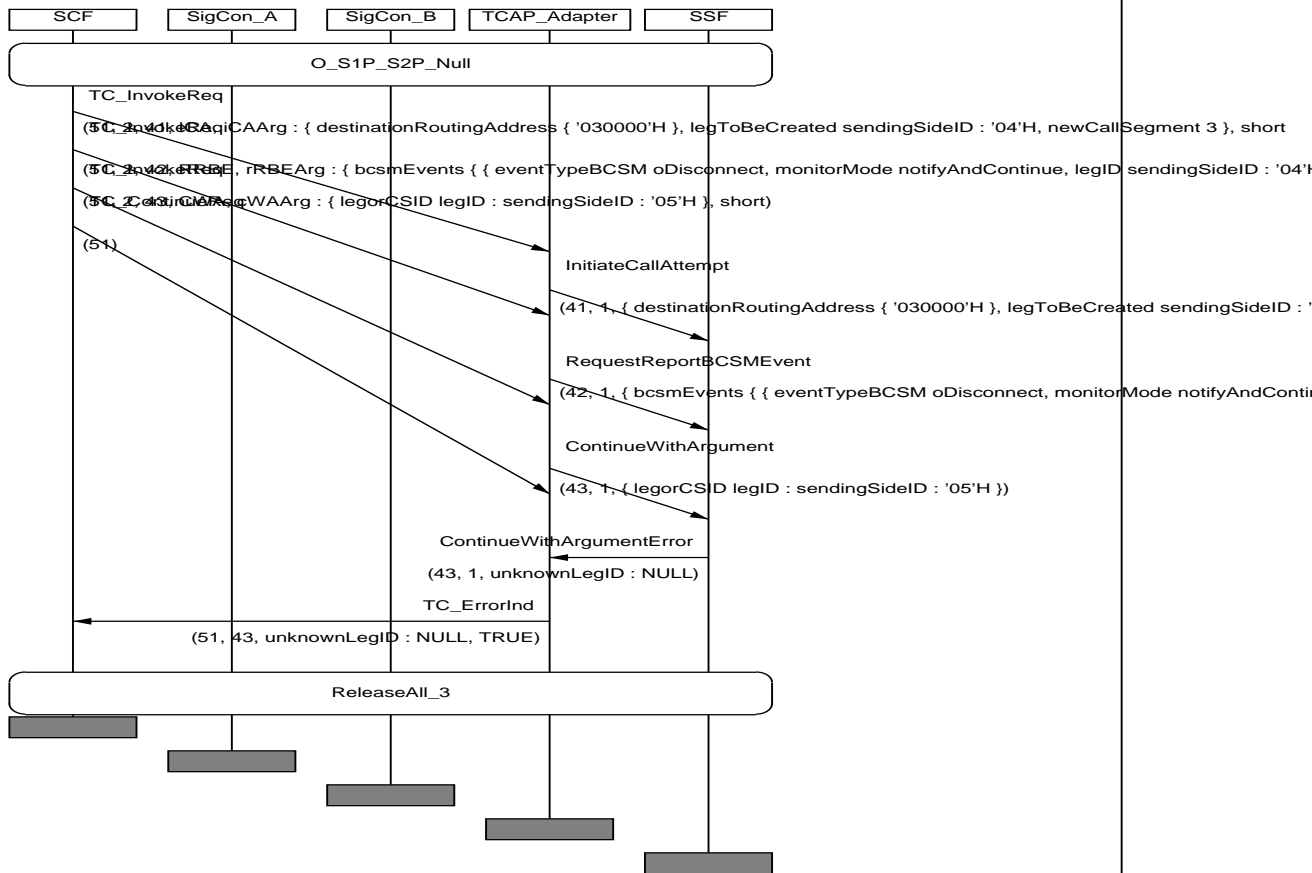 SCF SigCon_A SigCon_B TCAP_Adapter SSF
O_S1P_S2P_Null
TC_InvokeReq
iCAArg : { destinationRoutingAddress { '030000'H }, legToBeCreated sendingSideID : '04'H, newCallSegment 3 }, short
rRBEArg : { bcsmEvents { { eventTypeBCSM oDisconnect, monitorMode notifyAndContinue, legID sendingSideID : '04'H
cWAArg : { legorCSID legID : sendingSideID : '05'H }, short)
(51)
InitiateCallAttempt
(41, 1, { destinationRoutingAddress { '030000'H }, legToBeCreated sendingSideID : '
RequestReportBCSMEvent
(42, 1, { bcsmEvents { { eventTypeBCSM oDisconnect, monitorMode notifyAndContin
ContinueWithArgument
(43, 1, { legorCSID legID : sendingSideID : '05'H })
ContinueWithArgumentError
(43, 1, unknownLegID : NULL)
TC_ErrorInd
(51, 43, unknownLegID : NULL, TRUE)
ReleaseAll_3